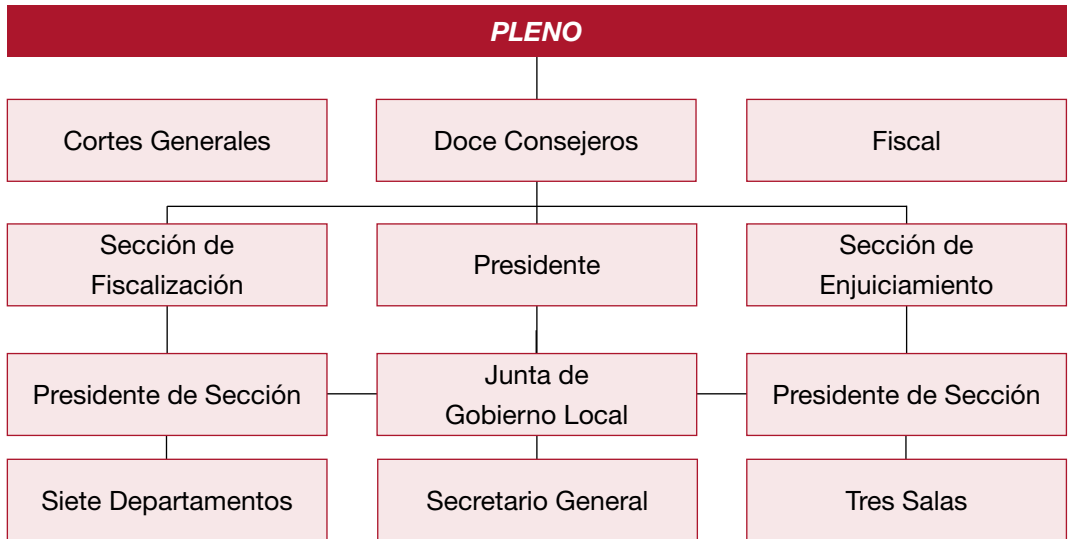 PLENO
Cortes Generales
Doce Consejeros
Fiscal
Sección de
Fiscalización
Presidente
Sección de
Enjuiciamiento
Presidente de Sección
Junta de
Gobierno Local
Presidente de Sección
Siete Departamentos
Secretario General
Tres Salas